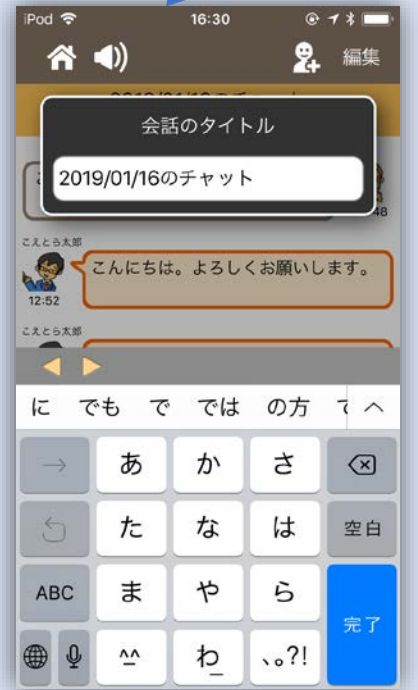 iPod 16:30
編集
会話のタイトル
2019/01/16のチャット
48
こえとら太郎
こんにちは。よろしくお願いします。
12:52
こえとら太郎
に でも で では の方
→ あ か さ
た な は 空白
ABC ま や ら
完了
^^ わ_ 、。?!